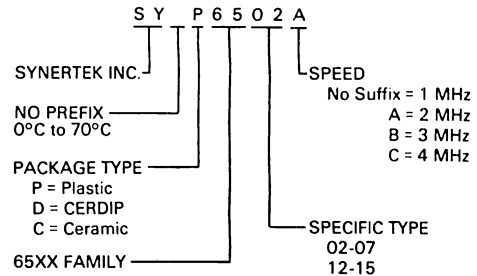 S Y P 6 5 0 2 A
SYNERTEK INC.
NO PREFIX
0°C to 70°C
PACKAGE TYPE
P = Plastic
D = CERDIP
C = Ceramic
65XX FAMILY
SPEED
No Suffix = 1 MHz
A = 2 MHz
B = 3 MHz
C = 4 MHz
SPECIFIC TYPE
02-07
12-15